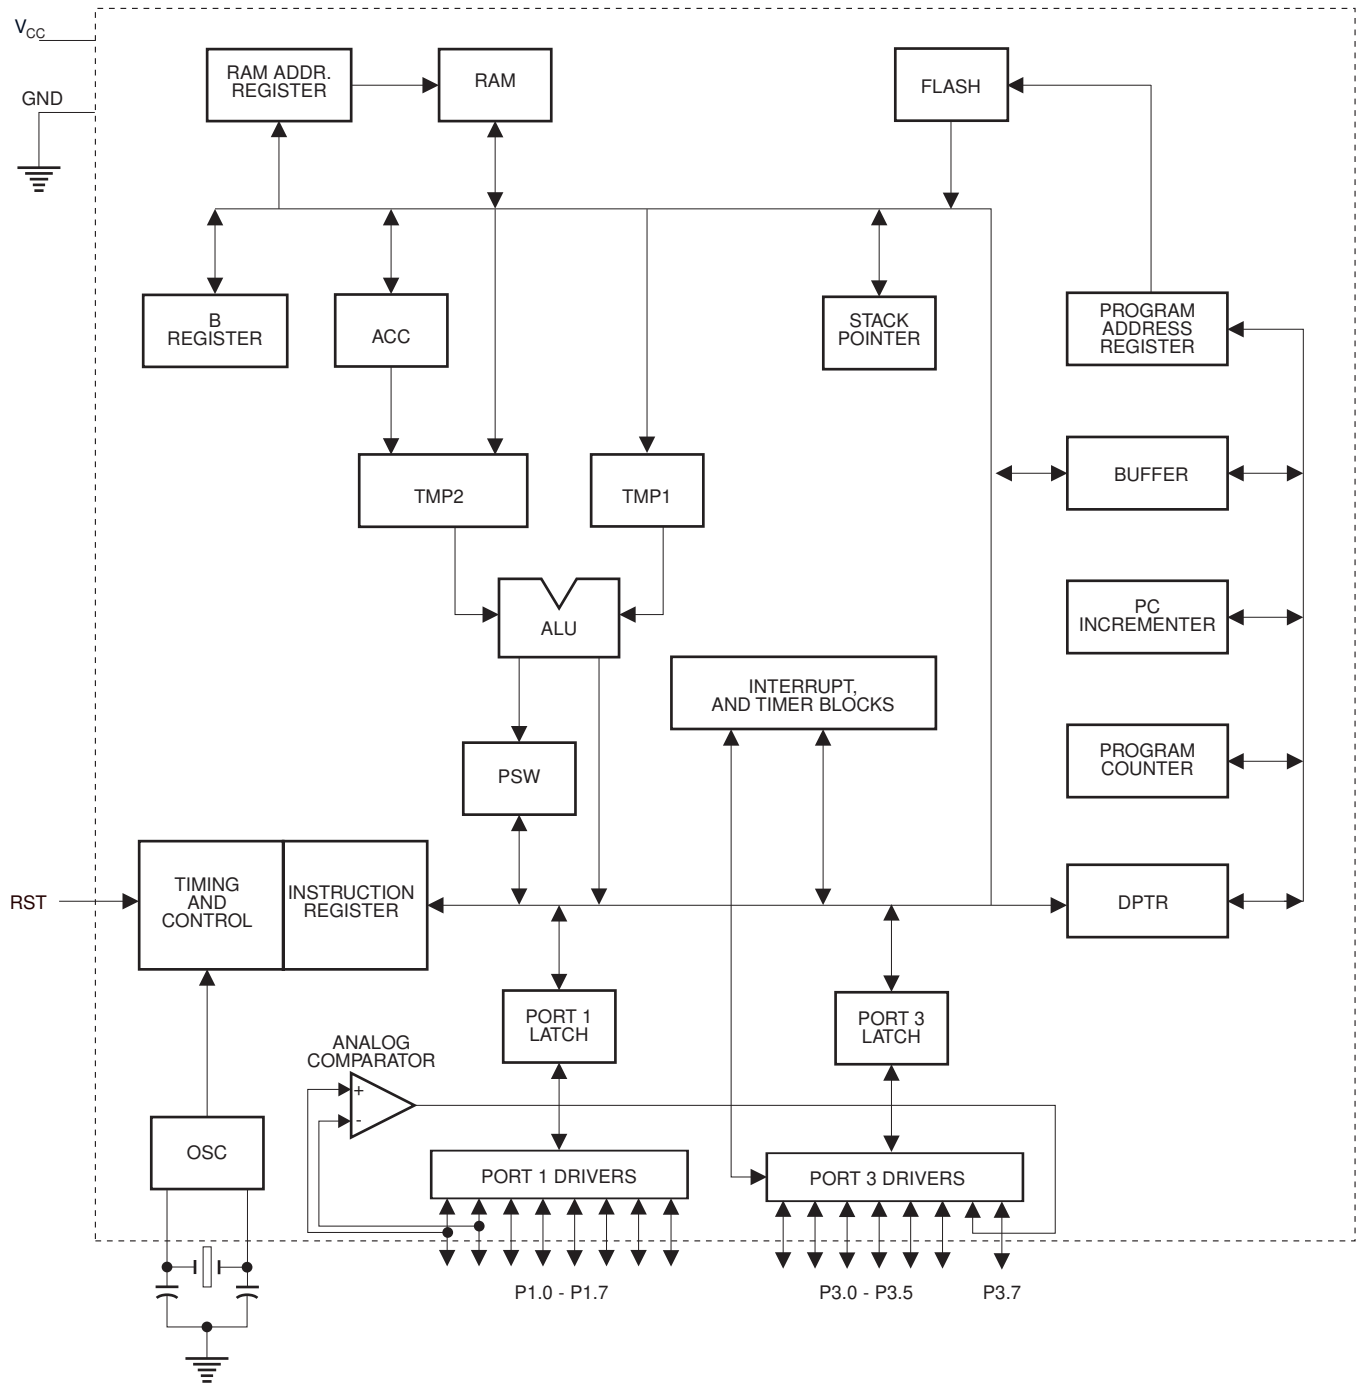 VCC
GND
RAM ADDR.
REGISTER
RAM
FLASH
B
REGISTER
ACC
STACK
POINTER
PROGRAM
ADDRESS
REGISTER
TMP2
TMP1
BUFFER
ALU
PC
INCREMENTER
INTERRUPT,
AND TIMER BLOCKS
PSW
PROGRAM
COUNTER
RST
TIMING
AND
CONTROL
INSTRUCTION
REGISTER
DPTR
PORT 1
LATCH
PORT 3
LATCH
ANALOG
COMPARATOR
+
-
OSC
PORT 1 DRIVERS
PORT 3 DRIVERS
P1.0 - P1.7
P3.0 - P3.5
P3.7